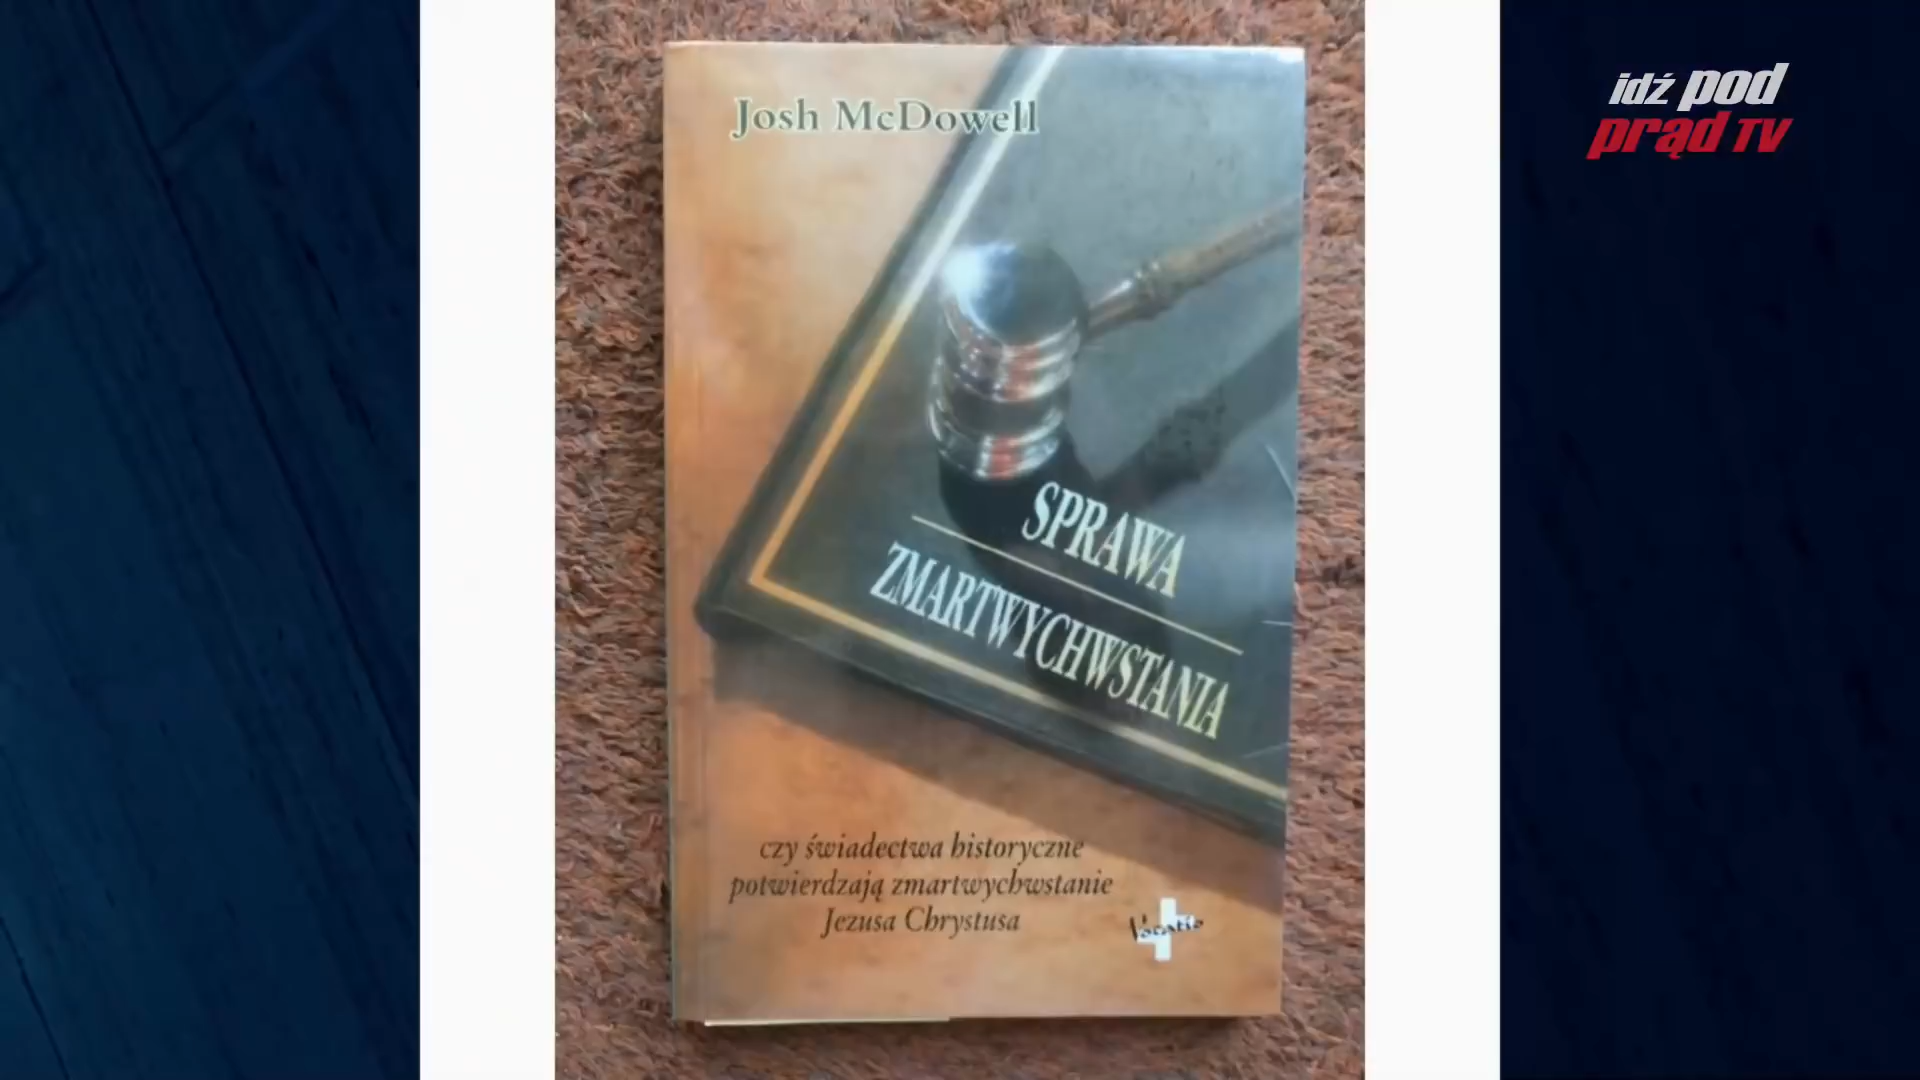 Josh McDowell
SPRAWA
ZMARTWYCHWSTANIA
czy świadectwa historyczne
potwierdzają zmartwychwstanie
Jezusa Chrystusa
Vocatio
idź pod
prąd TV